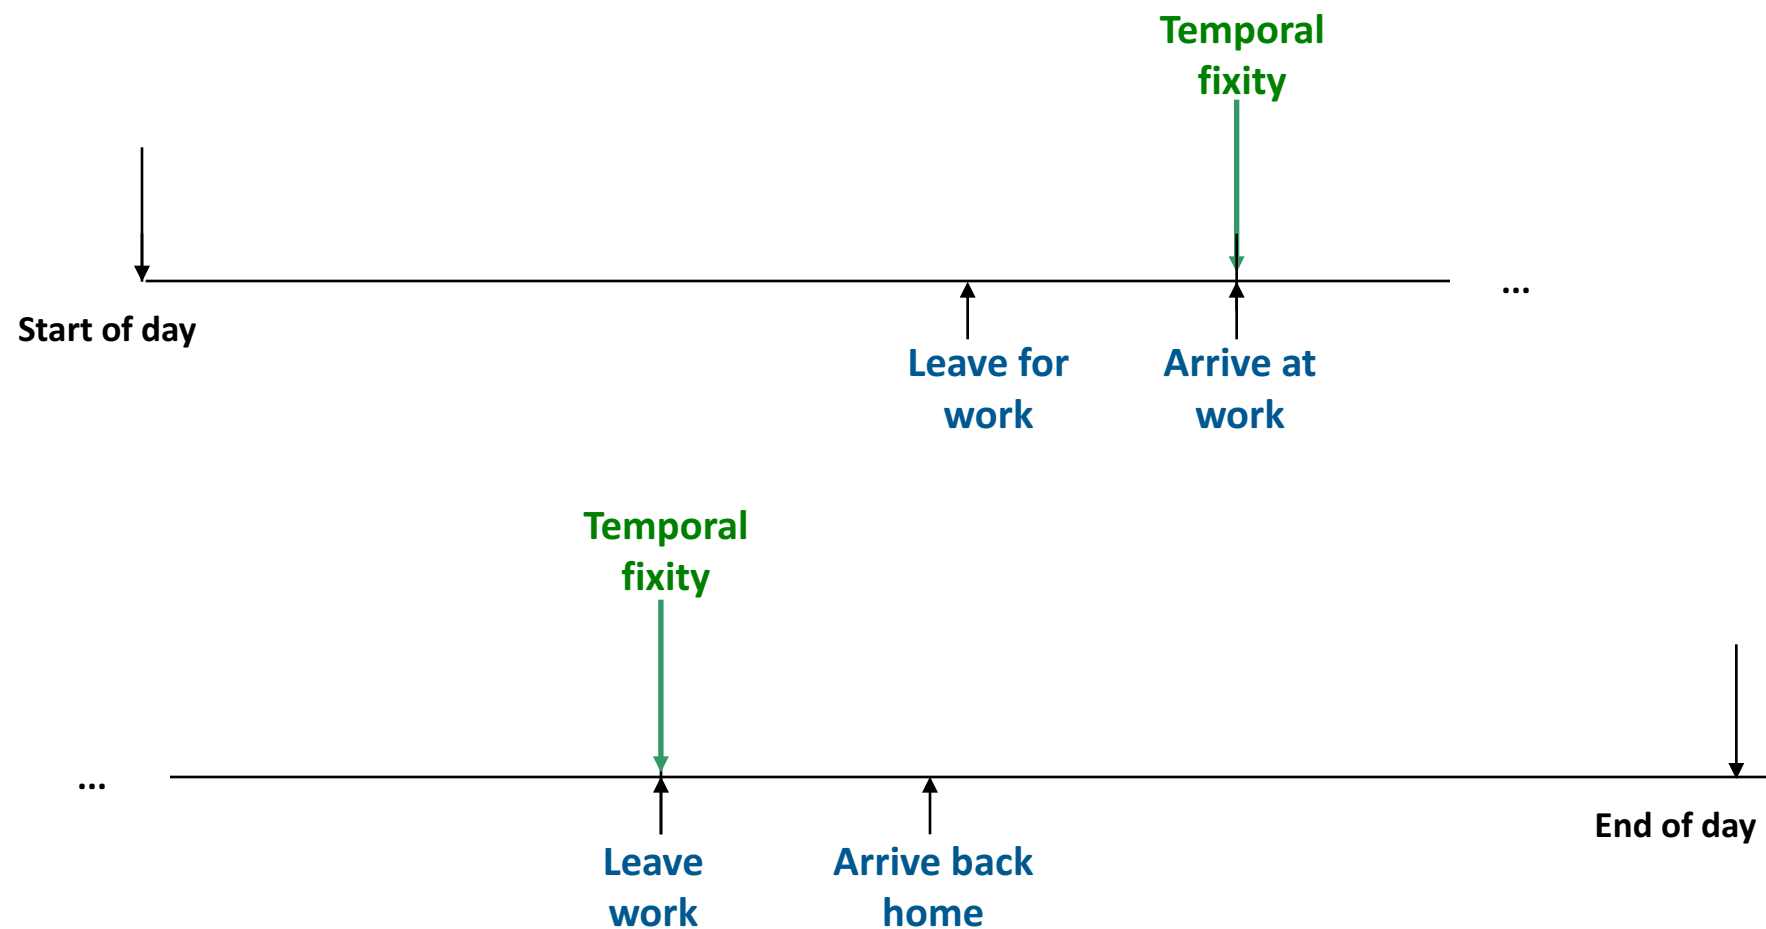 Temporal
fixity
...
Start of day
Leave for
work
Arrive at
work
Temporal
fixity
...
End of day
Leave
work
Arrive back
home